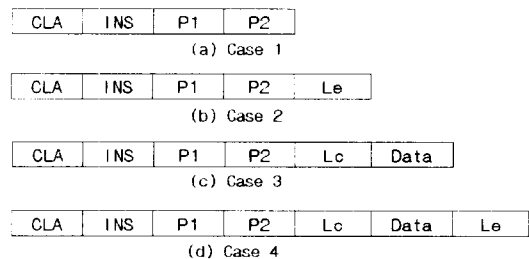 CLA INS P1 P2
(a) Case 1
CLA INS P1 P2 Le
(b) Case 2
CLA INS P1 P2 Lc Data
(c) Case 3
CLA INS P1 P2 Lc Data Le
(d) Case 4